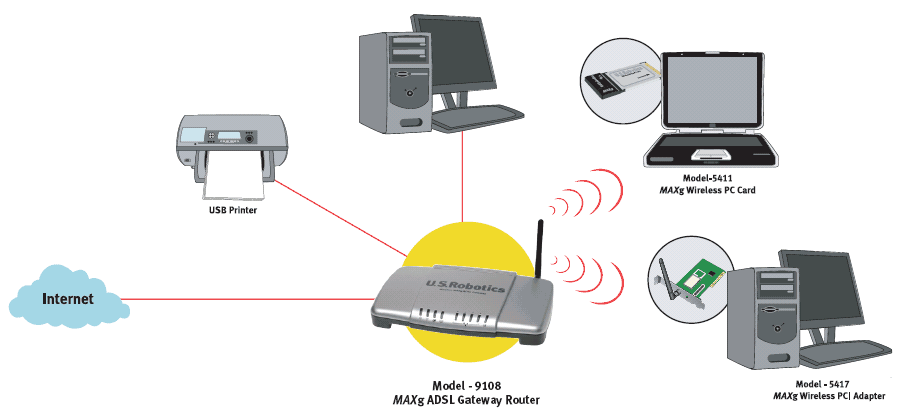 Model-5411
MAXg Wireless PC Card
USB Printer
Internet
U.S.Robotics
Model - 9108
MAXg ADSL Gateway Router
Model - 5417
MAXg Wireless PC| Adapter